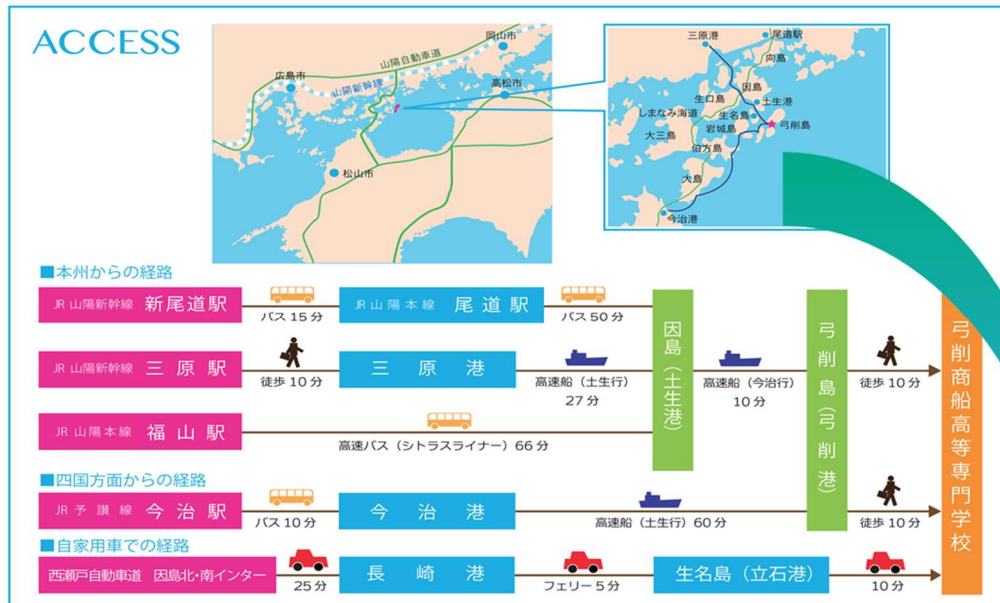 ACCESS
岡山市
山陽自動車道
広島市
山陽新幹線
高松市
松山市
三原港
尾道駅
向島
因島
生口島
土生港
しまなみ海道
生名島
弓削島
岩城島
大三島
伯方島
大島
今治港
■本州からの経路
JR 山陽新幹線 新尾道駅
バス 15 分
JR 山陽本線 尾道駅
バス 50 分
JR 山陽新幹線 三原駅
徒歩 10 分
三原港
高速船（土生行）
27 分
因島（土生港）
高速船（今治行）
10 分
弓削島（弓削港）
徒歩 10 分
弓削商船高等専門学校
JR 山陽本線 福山駅
高速バス（シトラスライナー）66 分
■四国方面からの経路
JR 予讃線 今治駅
バス 10 分
今治港
高速船（土生行）60 分
徒歩 10 分
■自家用車での経路
西瀬戸自動車道 因島北・南インター
25 分
長崎港
フェリー 5 分
生名島（立石港）
10 分